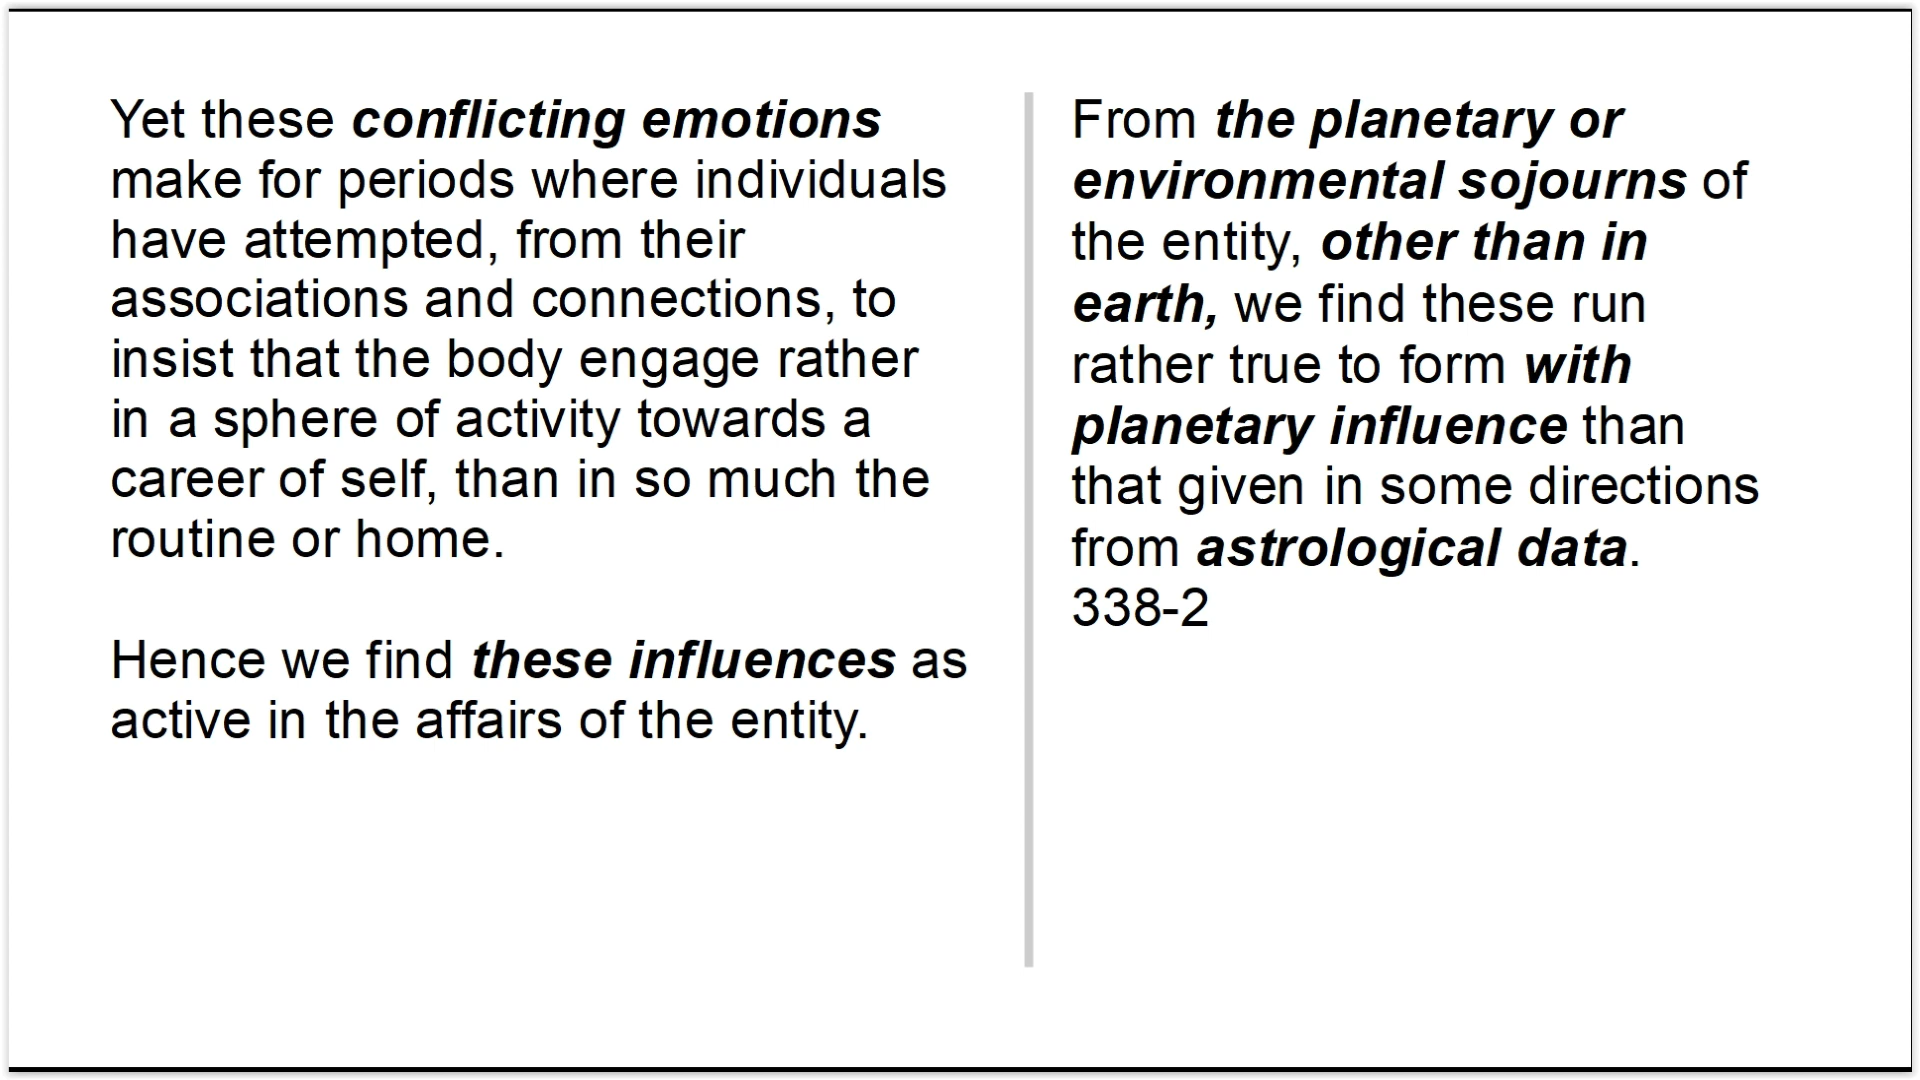 Yet these conflicting emotions
make for periods where individuals
have attempted, from their
associations and connections, to
insist that the body engage rather
in a sphere of activity towards a
career of self, than in so much the
routine or home.
Hence we find these influences as
active in the affairs of the entity.
From the planetary or
environmental sojourns of
the entity, other than in
earth, we find these run
rather true to form with
planetary influence than
that given in some directions
from astrological data.
338-2